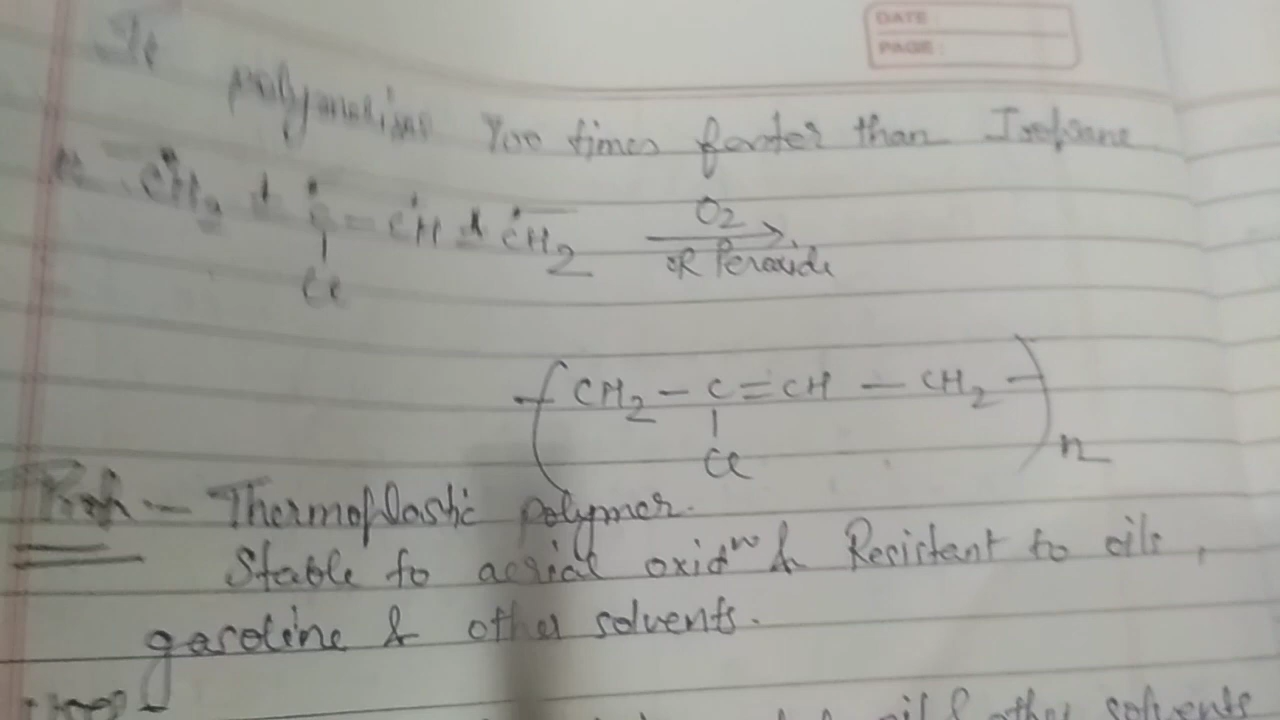 DATE
PAGE
It
polymerises 700 times faster than Isoprene
n CH2 = C - CH = CH2 O2
Cl or Peroxide
( CH2 - C = CH - CH2 )n
Cl
Thermoplastic polymer.
Stable to aerial oxidn & Resistant to oils,
gasoline & other solvents.
oil & other solvents